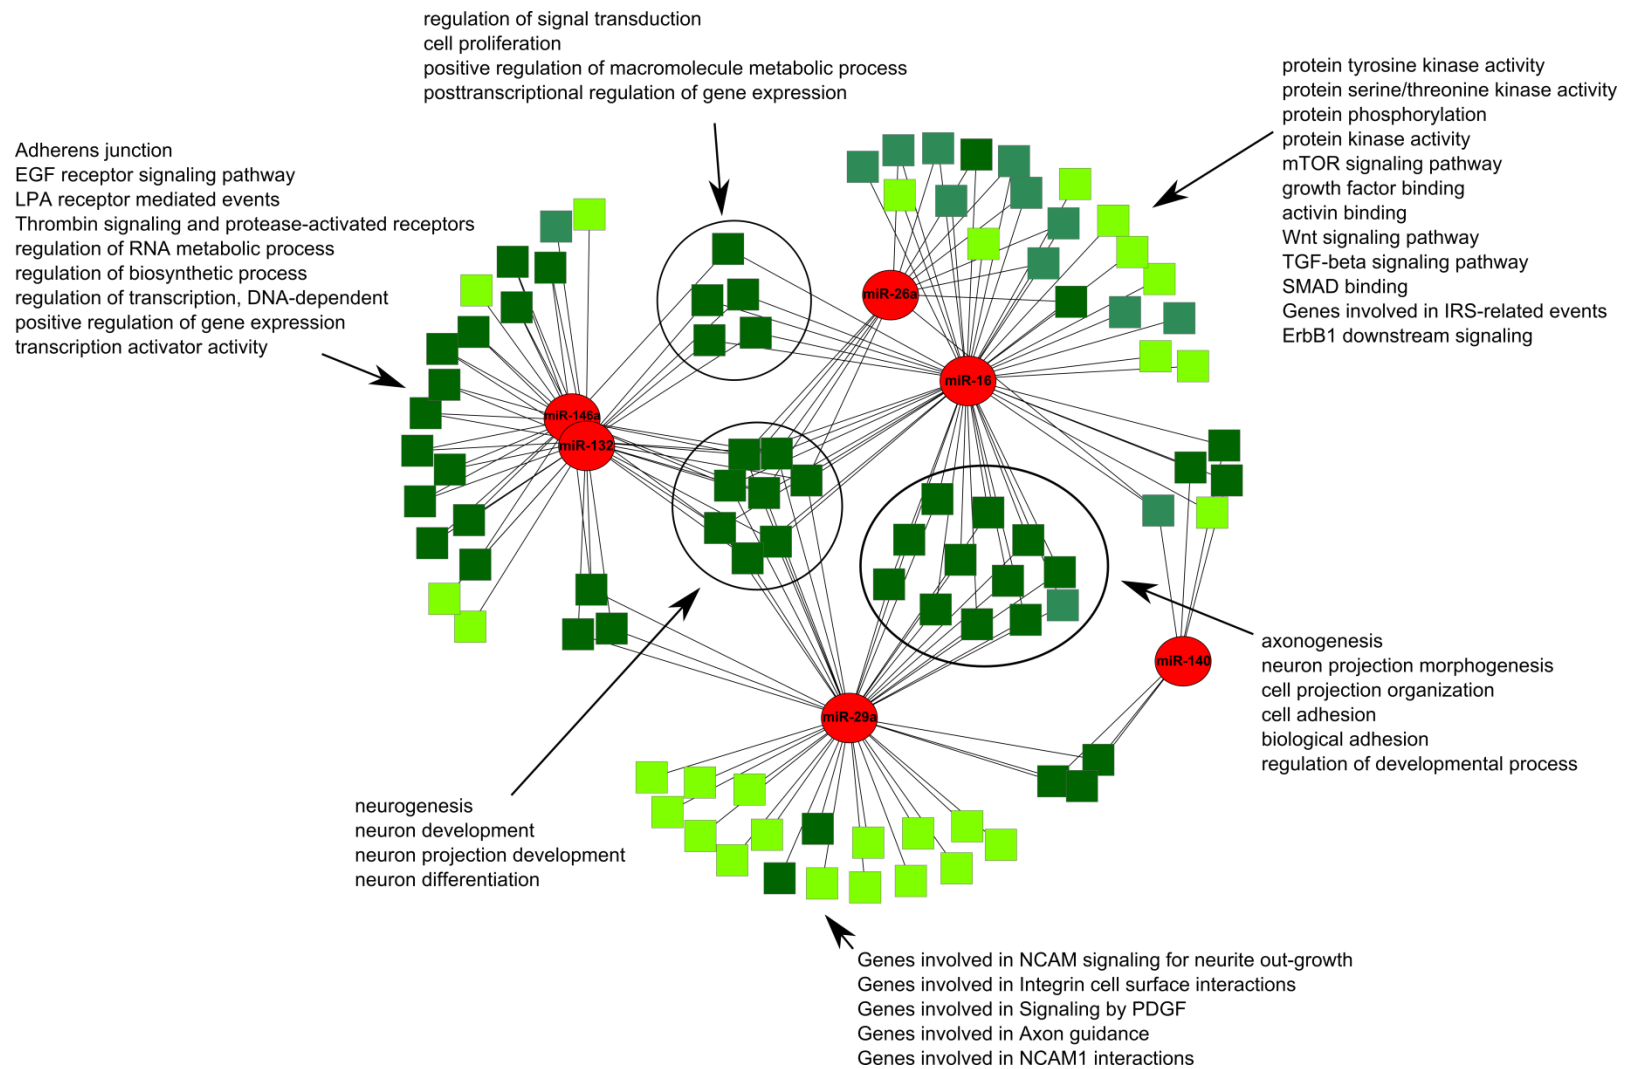 regulation of signal transduction
cell proliferation
positive regulation of macromolecule metabolic process
posttranscriptional regulation of gene expression
protein tyrosine kinase activity
protein serine/threonine kinase activity
protein phosphorylation
protein kinase activity
mTOR signaling pathway
growth factor binding
activin binding
Wnt signaling pathway
TGF-beta signaling pathway
SMAD binding
Genes involved in IRS-related events
ErbB1 downstream signaling
Adherens junction
EGF receptor signaling pathway
LPA receptor mediated events
Thrombin signaling and protease-activated receptors
regulation of RNA metabolic process
regulation of biosynthetic process
regulation of transcription, DNA-dependent
positive regulation of gene expression
transcription activator activity
miR-26a
miR-16
miR-146a
miR-132
miR-140
miR-29a
axonogenesis
neuron projection morphogenesis
cell projection organization
cell adhesion
biological adhesion
regulation of developmental process
neurogenesis
neuron development
neuron projection development
neuron differentiation
Genes involved in NCAM signaling for neurite out-growth
Genes involved in Integrin cell surface interactions
Genes involved in Signaling by PDGF
Genes involved in Axon guidance
Genes involved in NCAM1 interactions